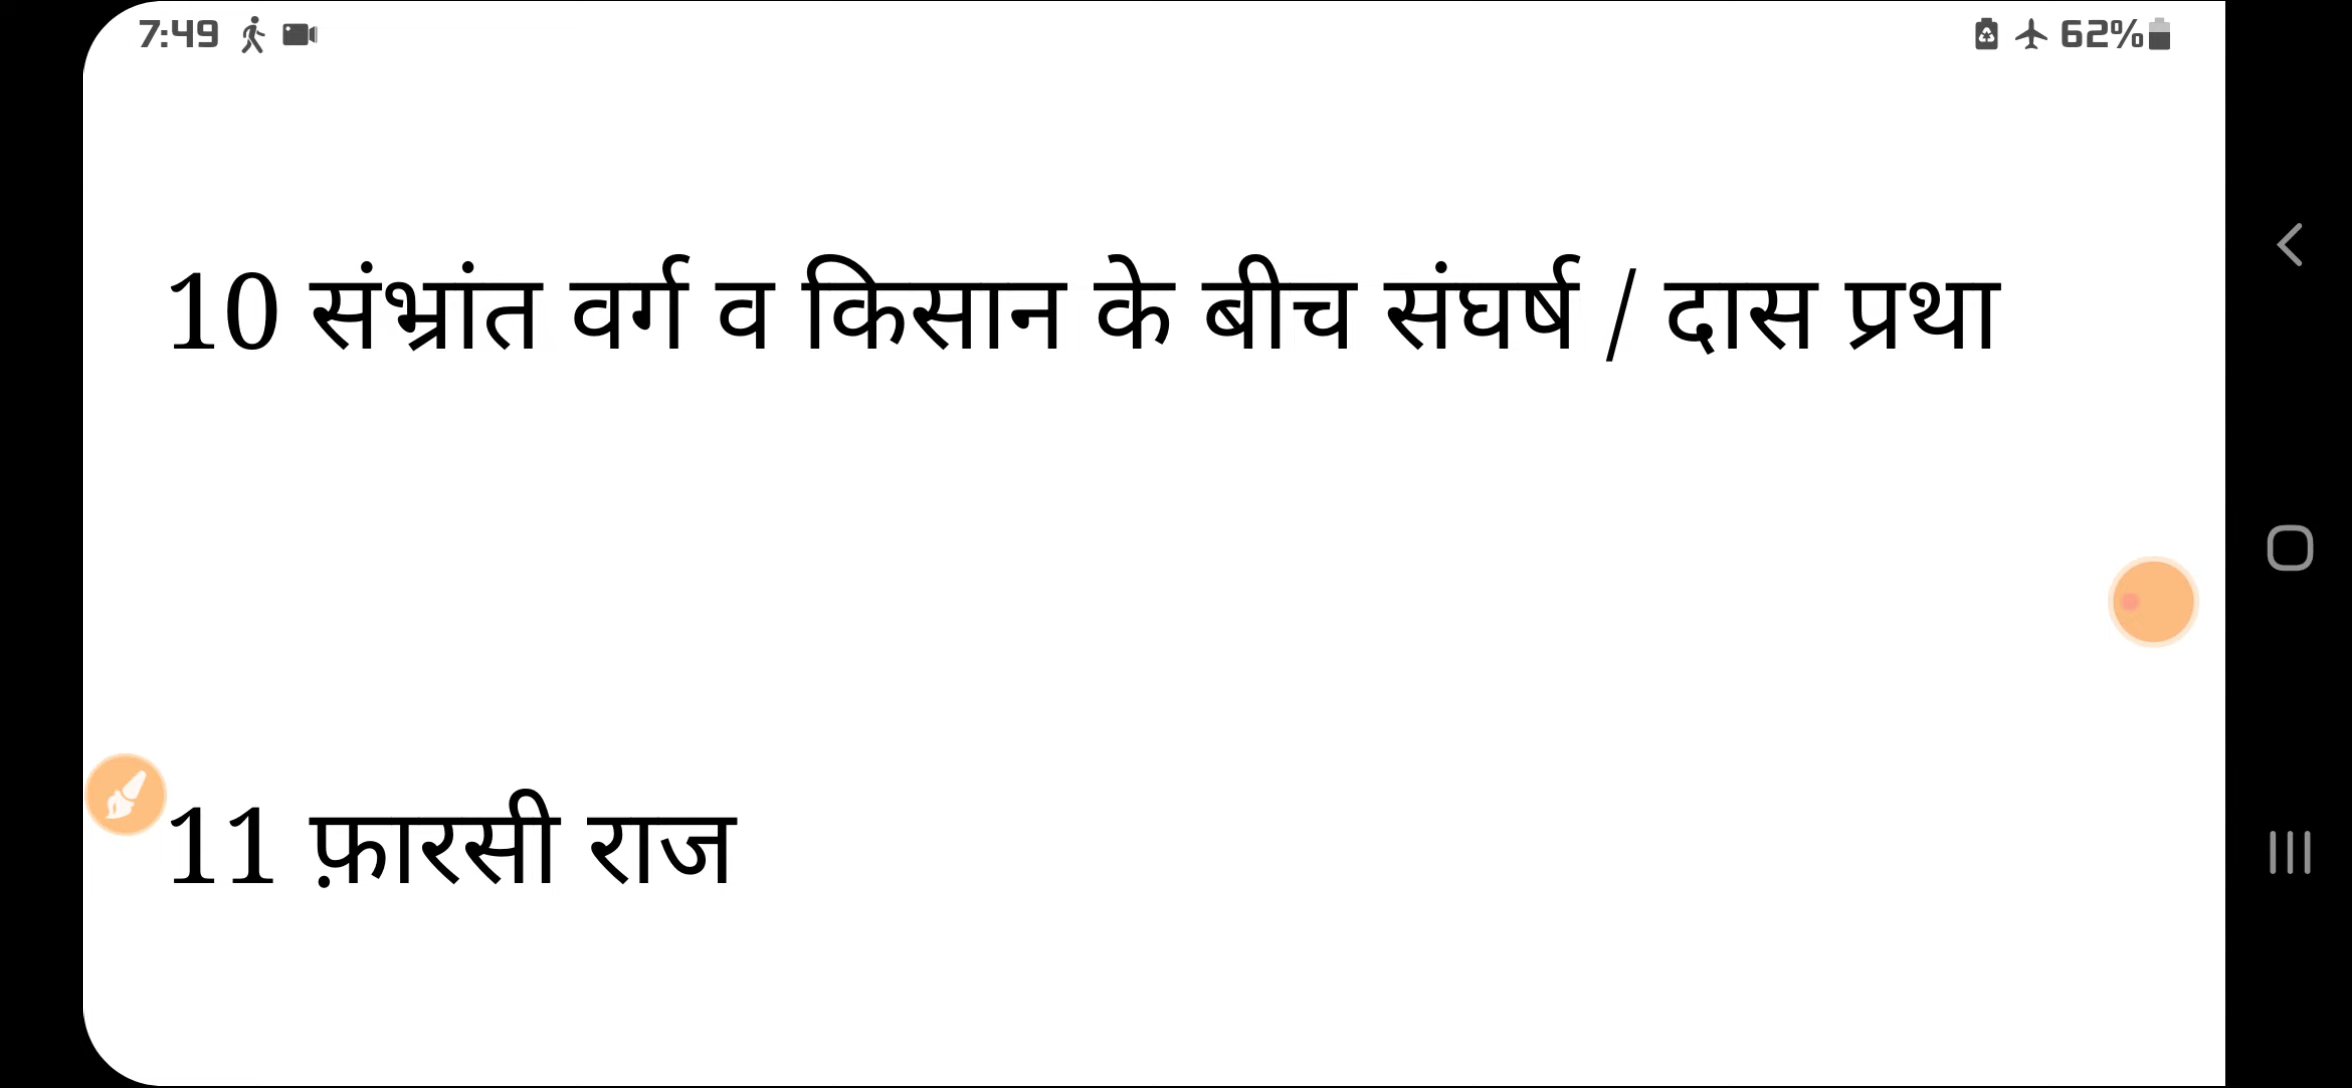 7:49 62%
10 संभ्रांत वर्ग व किसान के बीच संघर्ष / दास प्रथा
11 फ़ारसी राज